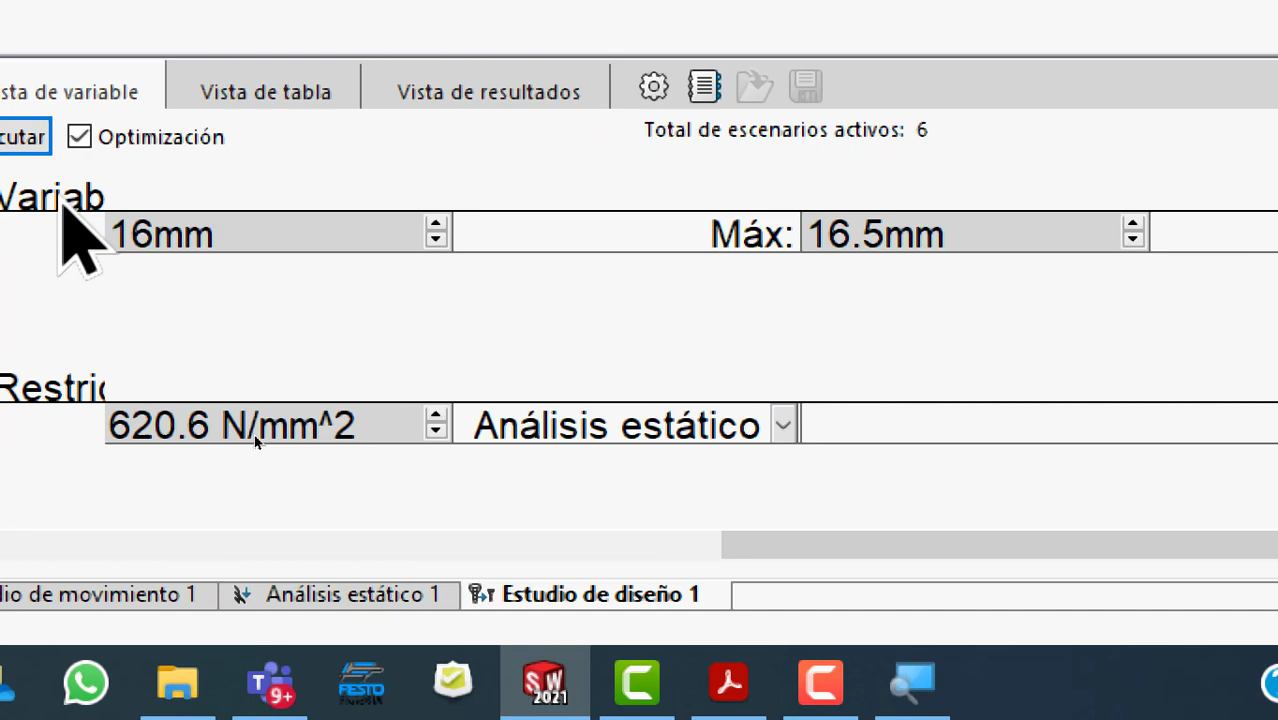 sta de variable Vista de tabla Vista de resultados
cutar Optimización Total de escenarios activos: 6
Variab
16mm Máx: 16.5mm
Restric
620.6 N/mm^2 Análisis estático
io de movimiento 1 Análisis estático 1 Estudio de diseño 1
9+ FESTO SW 2021